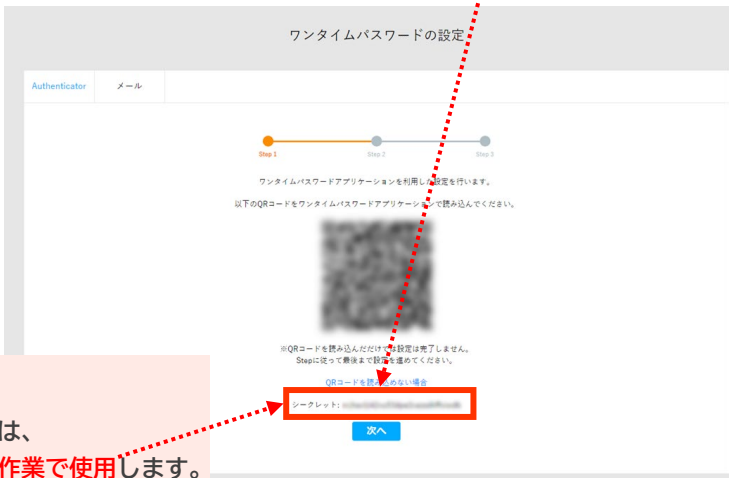 ワンタイムパスワードの設定
Authenticator メール
Step 1 Step 2 Step 3
ワンタイムパスワードアプリケーションを利用した設定を行います。
以下のQRコードをワンタイムパスワードアプリケーションで読み込んでください。
※QRコードを読み込んだだけでは設定は完了しません。
Stepに従って最後まで設定を進めてください。
QRコードを読み込めない場合
シークレット:
次へ
は、
作業で使用します。